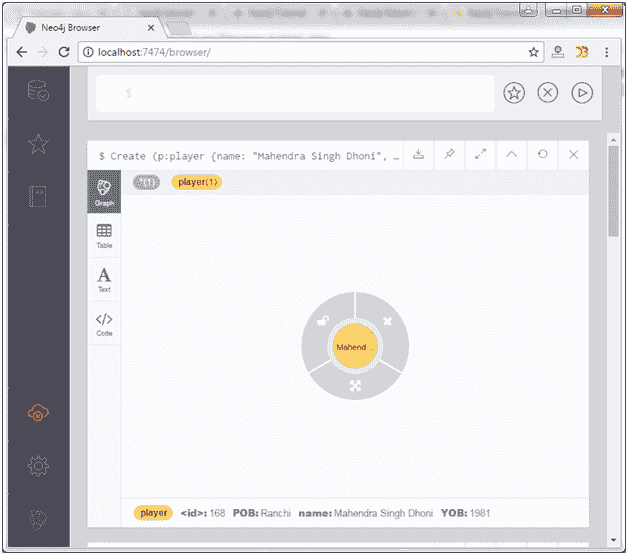 Neo4j Browser
localhost:7474/browser/
$
$ Create (p:player {name: "Mahendra Singh Dhoni", …
*(1) player(1)
Graph
Table
Text
Code
Mahend…
player <id>: 168 POB: Ranchi name: Mahendra Singh Dhoni YOB: 1981